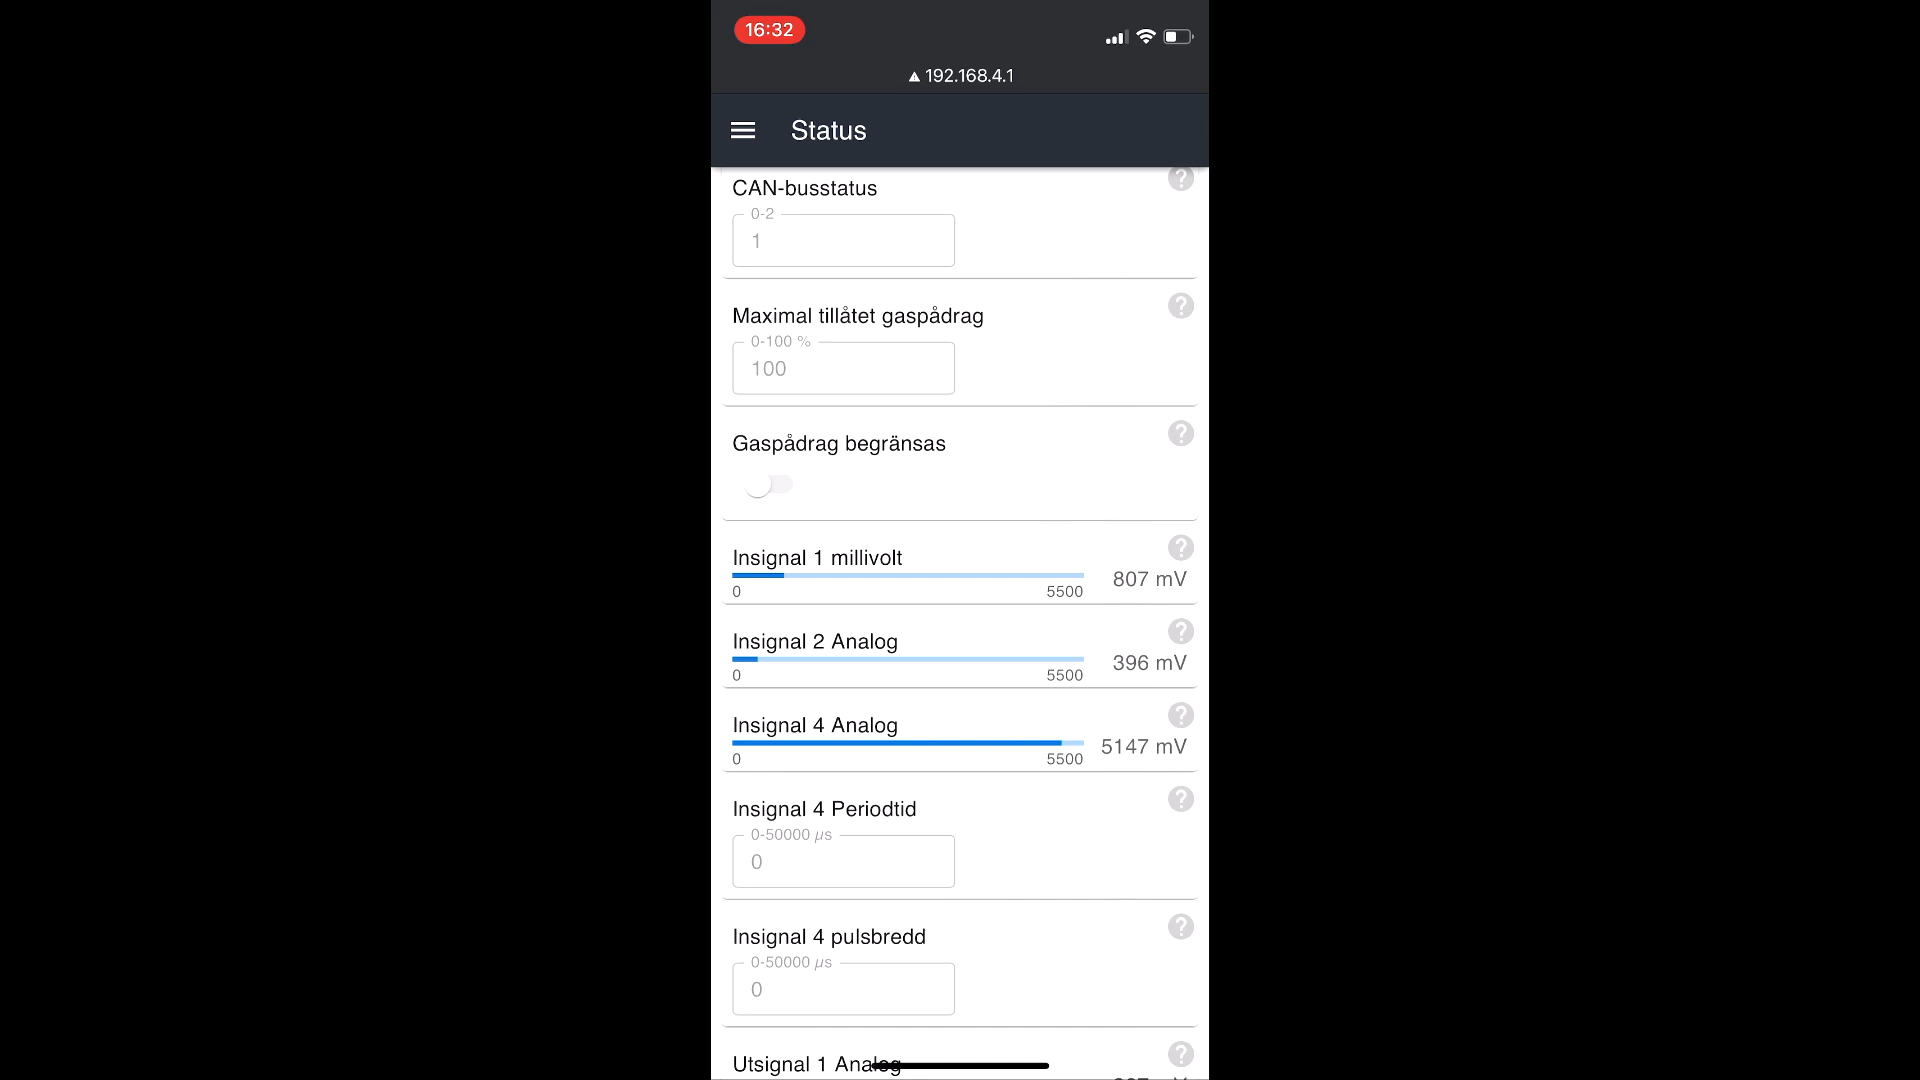 16:32
192.168.4.1
Status
CAN-busstatus
0-2
1
Maximal tillåtet gaspådrag
0-100 %
100
Gaspådrag begränsas
Insignal 1 millivolt
807 mV
0 5500
Insignal 2 Analog
396 mV
0 5500
Insignal 4 Analog
5147 mV
0 5500
Insignal 4 Periodtid
0-50000 µs
0
Insignal 4 pulsbredd
0-50000 µs
0
Utsignal 1 Analog